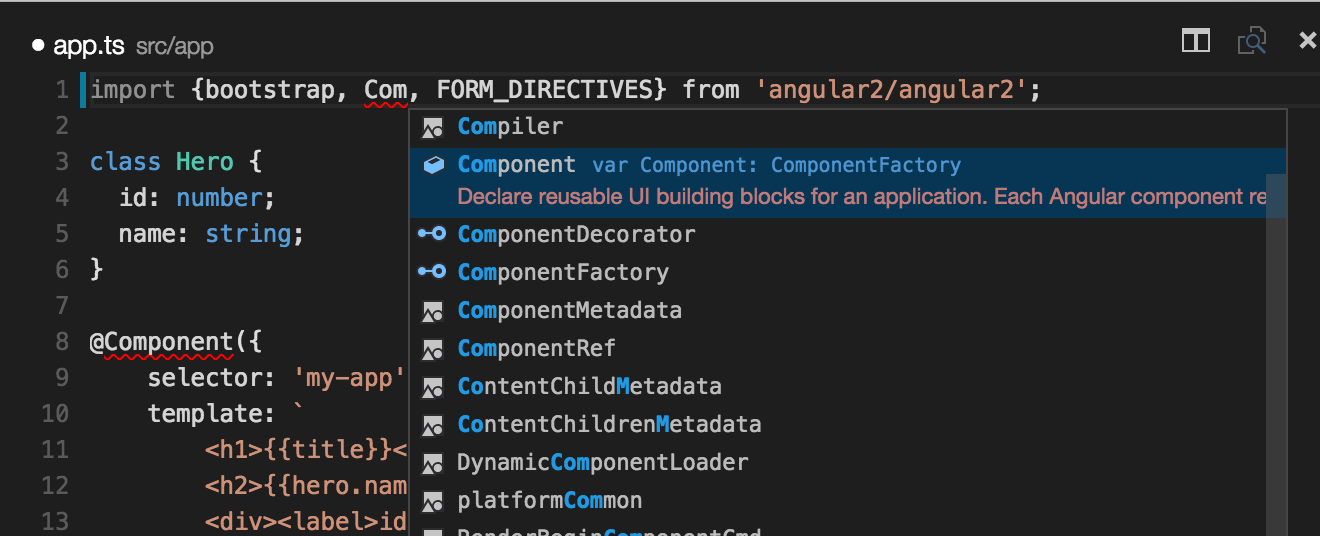 app.ts src/app
1 import {bootstrap, Com, FORM_DIRECTIVES} from 'angular2/angular2';
2
3 class Hero {
4 id: number;
5 name: string;
6 }
7
8 @Component({
9 selector: 'my-app'
10 template: `
11 <h1>{{title}}<
12 <h2>{{hero.nam
13 <div><label>id
Compiler
Component var Component: ComponentFactory
Declare reusable UI building blocks for an application. Each Angular component re
ComponentDecorator
ComponentFactory
ComponentMetadata
ComponentRef
ContentChildMetadata
ContentChildrenMetadata
DynamicComponentLoader
platformCommon
RenderBeginComponentCmd